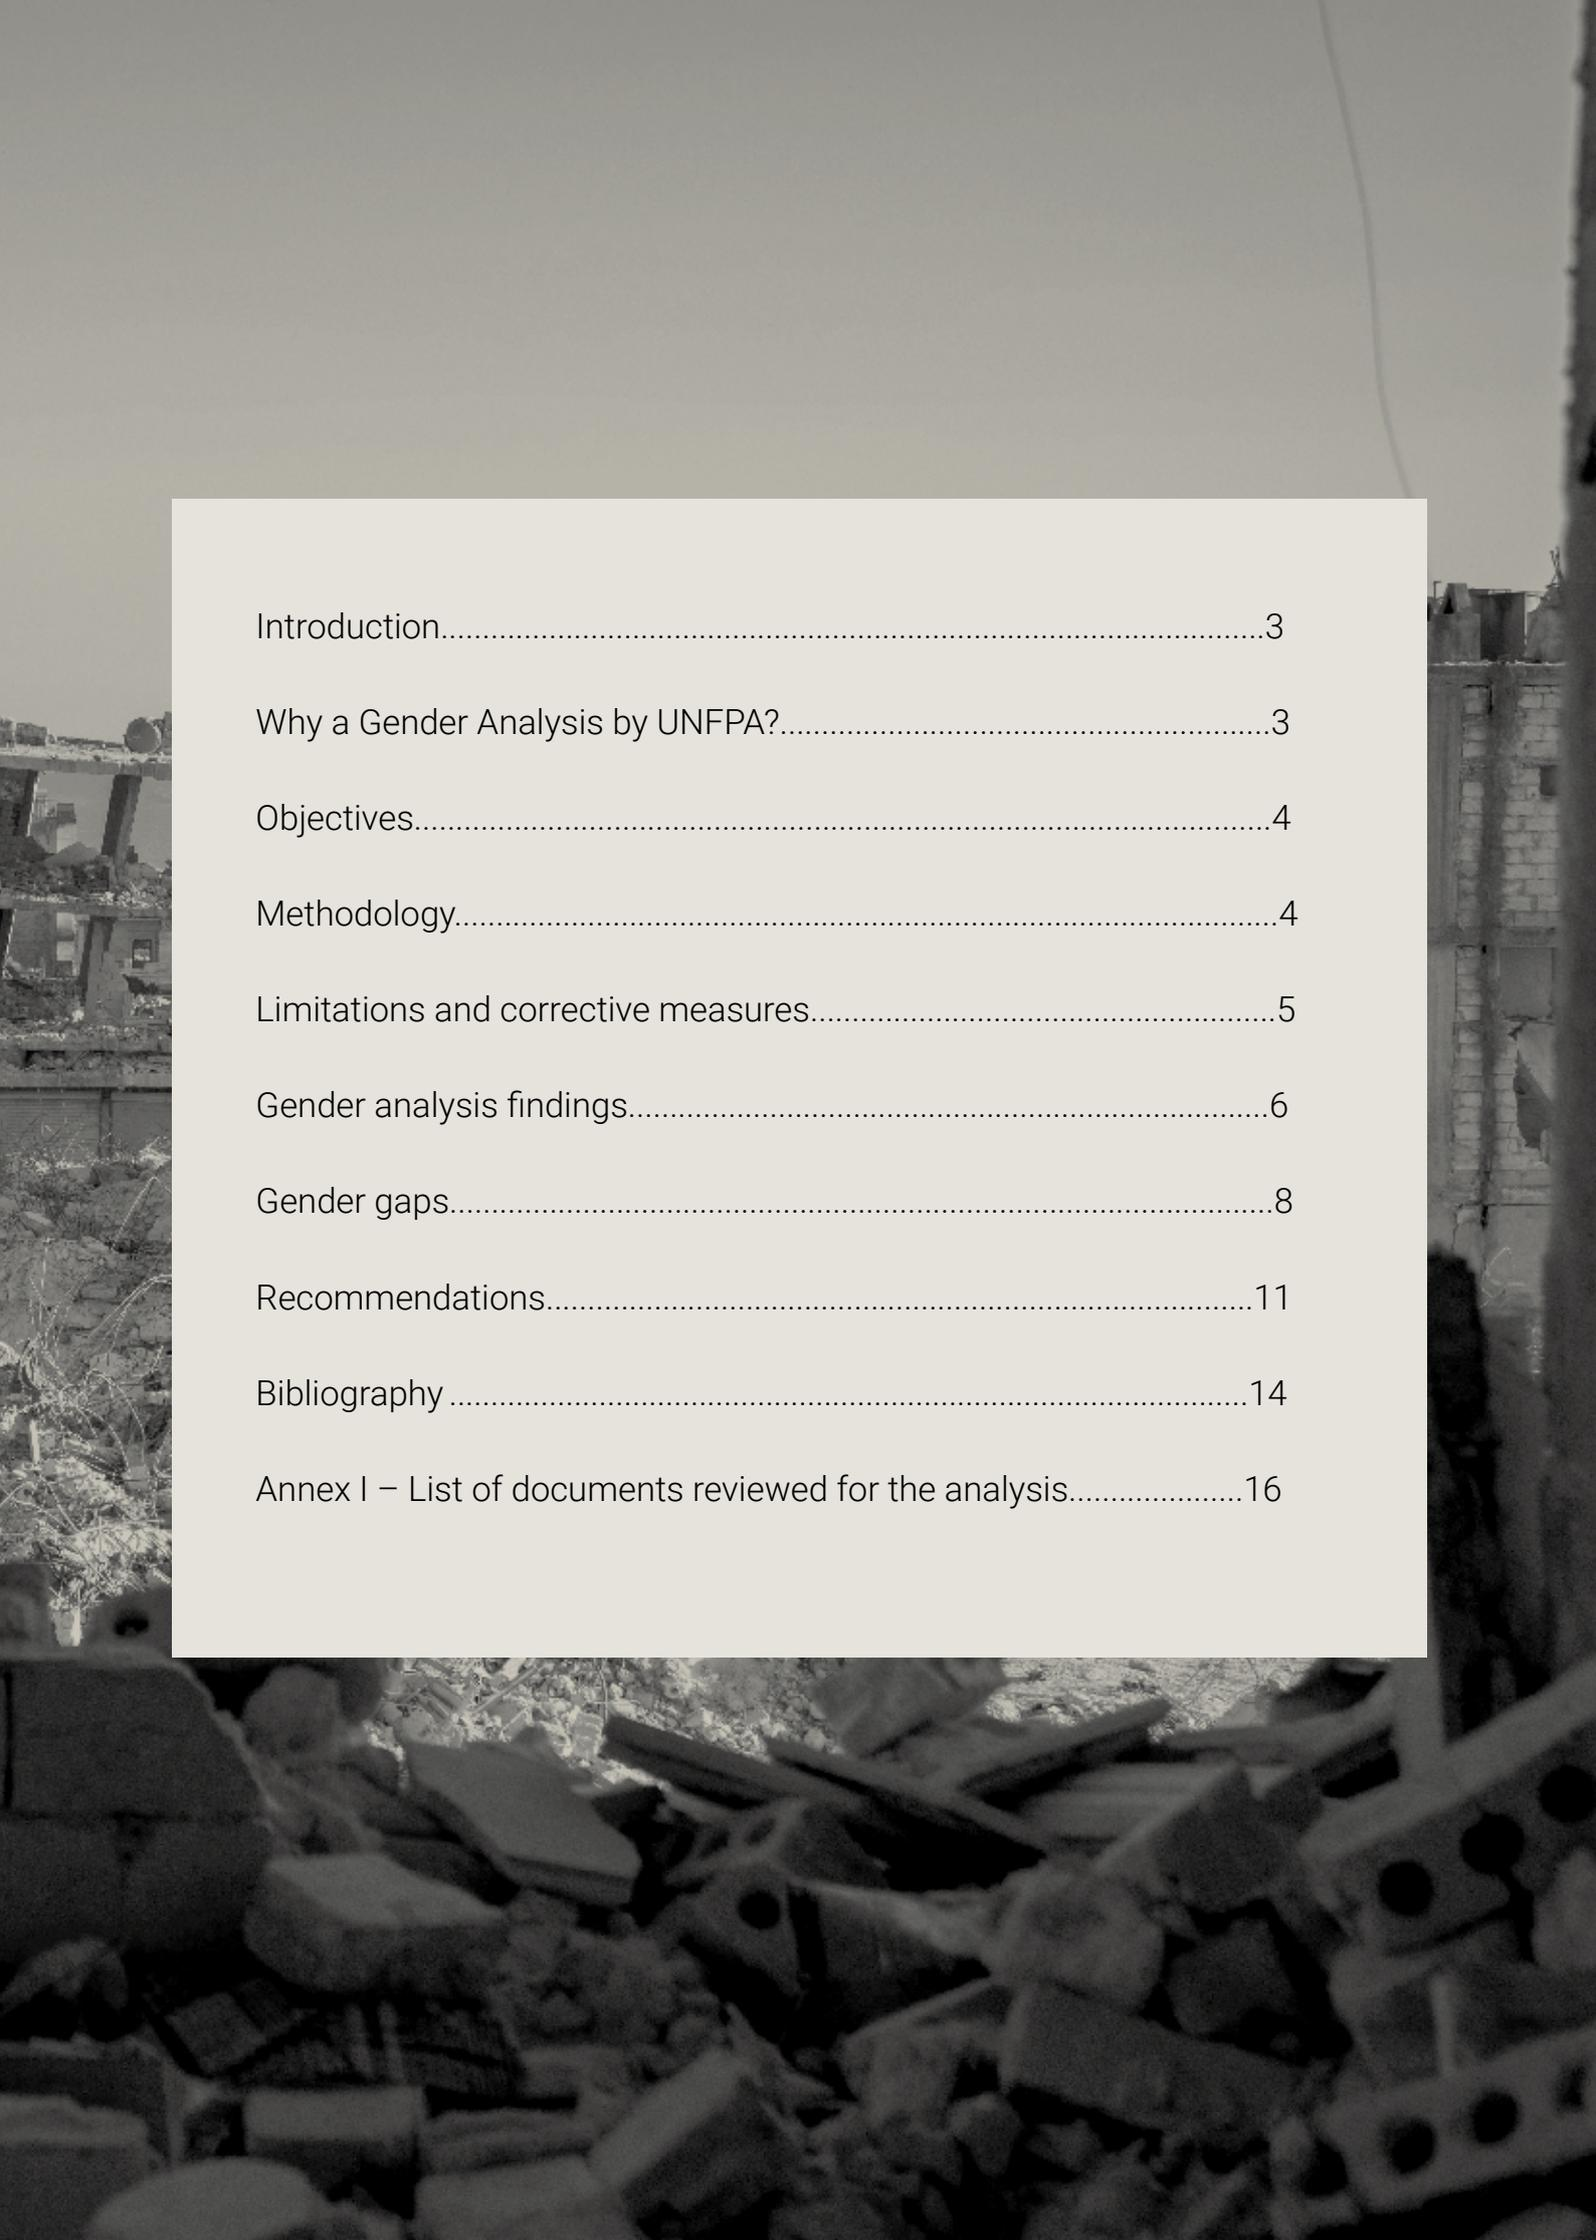 Introduction...............................................................................................3
Why a Gender Analysis by UNFPA?.........................................................3
Objectives...................................................................................................4
Methodology...............................................................................................4
Limitations and corrective measures......................................................5
Gender analysis findings..........................................................................6
Gender gaps...............................................................................................8
Recommendations..................................................................................11
Bibliography ............................................................................................14
Annex I – List of documents reviewed for the analysis.....................16